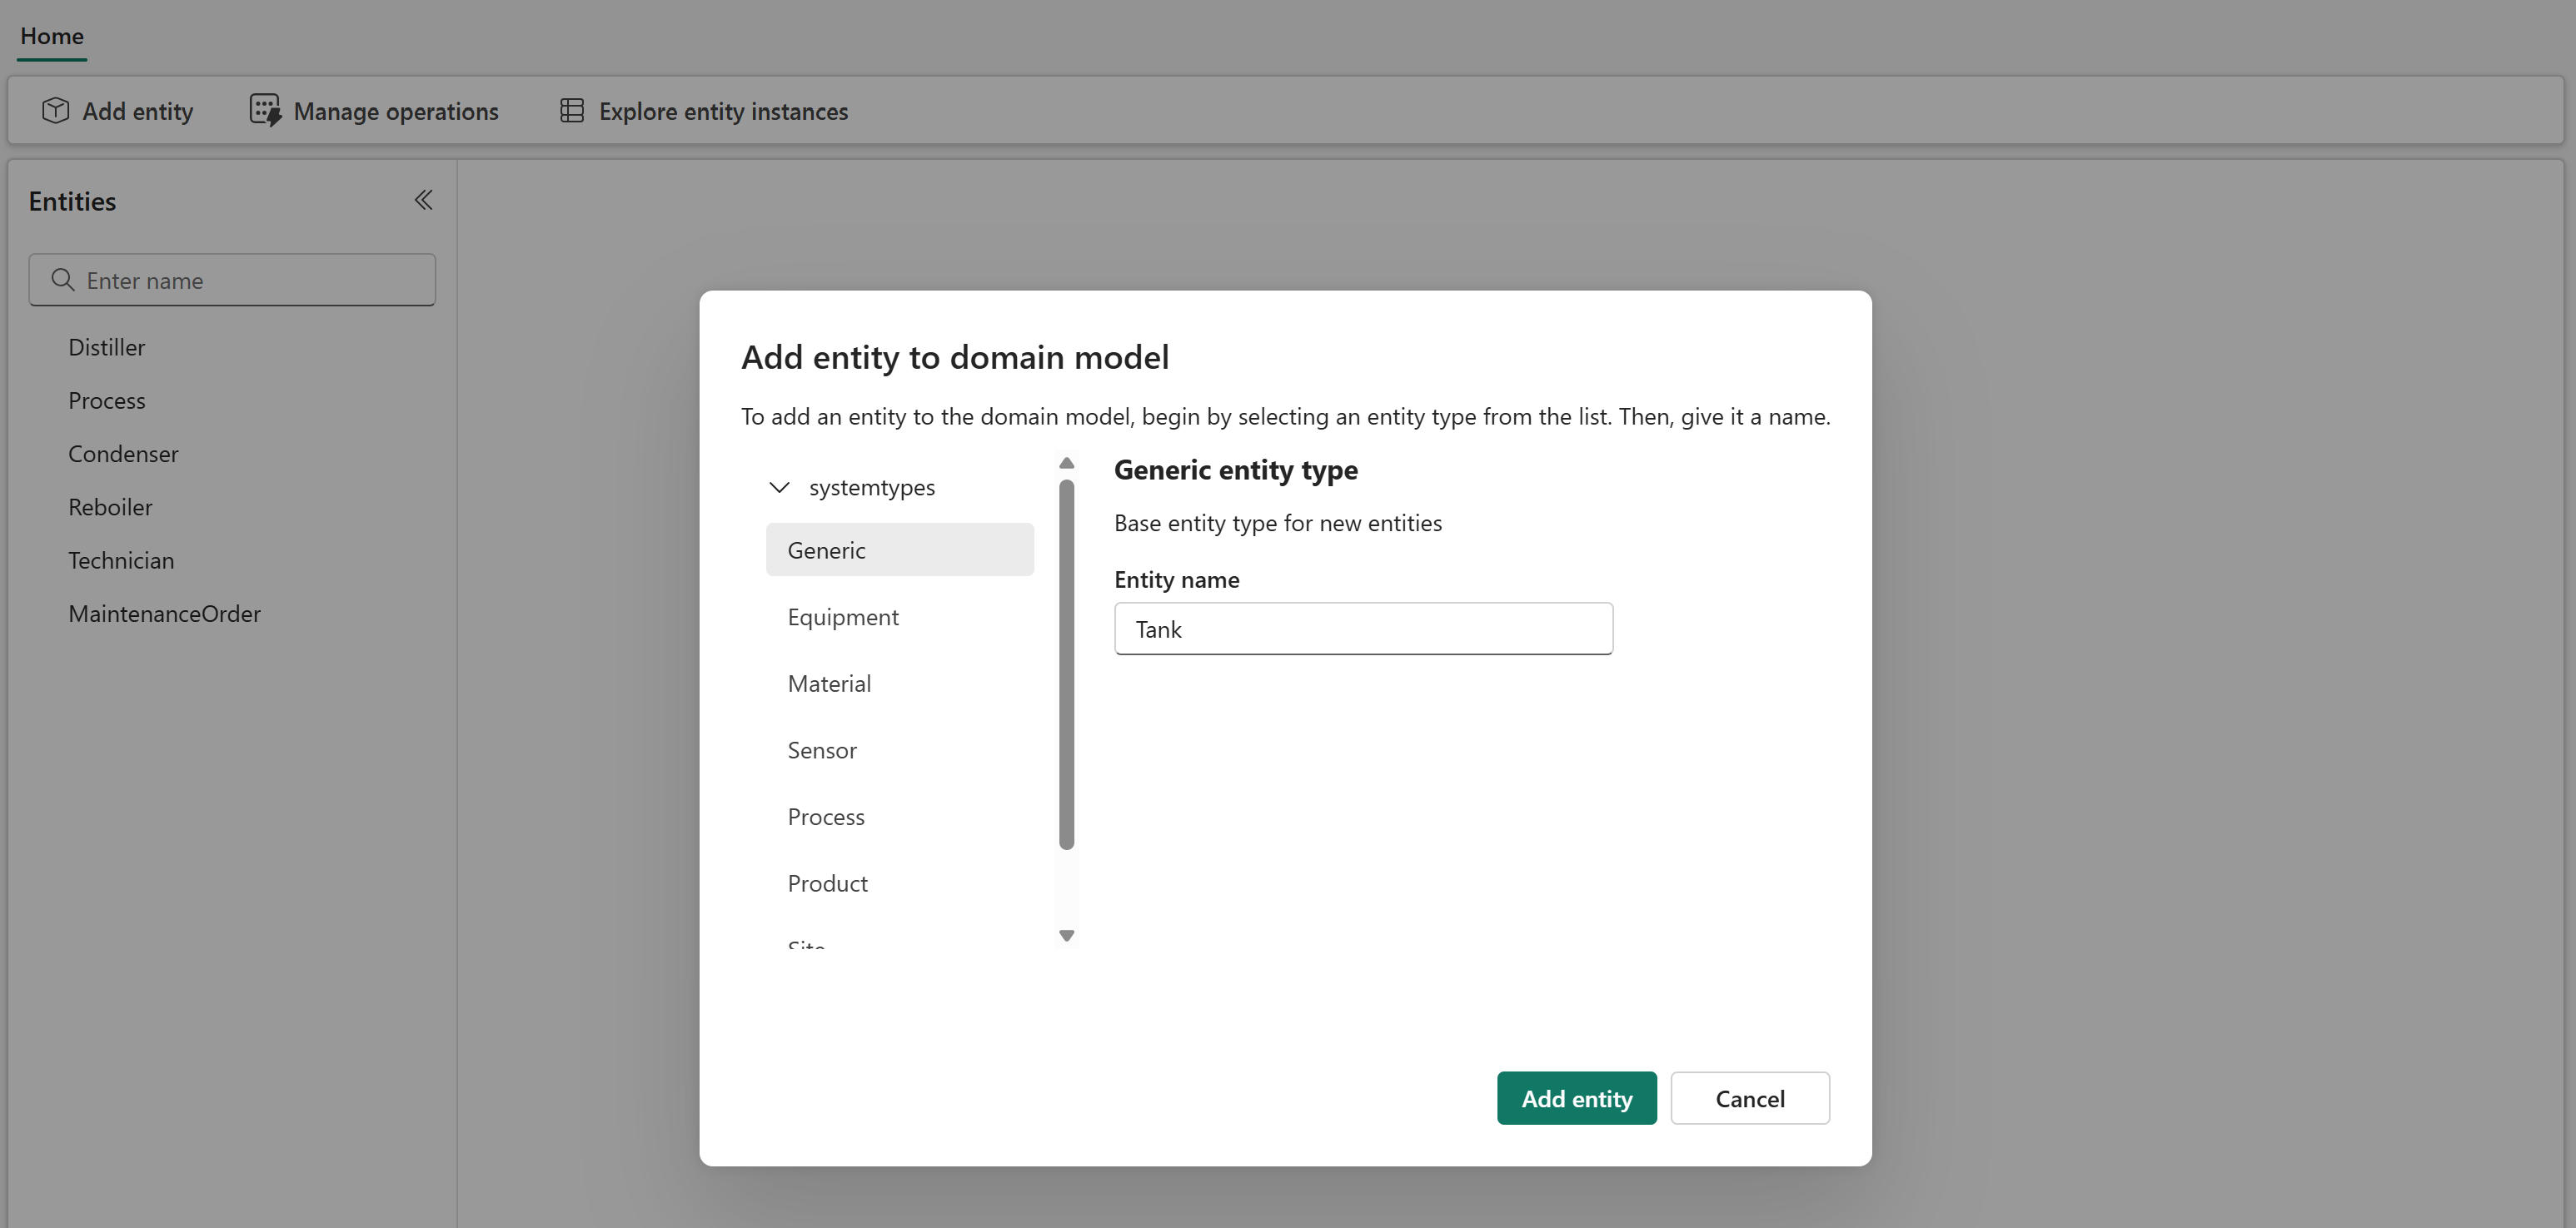 Home
Add entity
Manage operations
Explore entity instances
Entities
Enter name
Distiller
Process
Condenser
Reboiler
Technician
MaintenanceOrder
Add entity to domain model
To add an entity to the domain model, begin by selecting an entity type from the list. Then, give it a name.
systemtypes
Generic
Equipment
Material
Sensor
Process
Product
Site
Generic entity type
Base entity type for new entities
Entity name
Tank
Add entity
Cancel